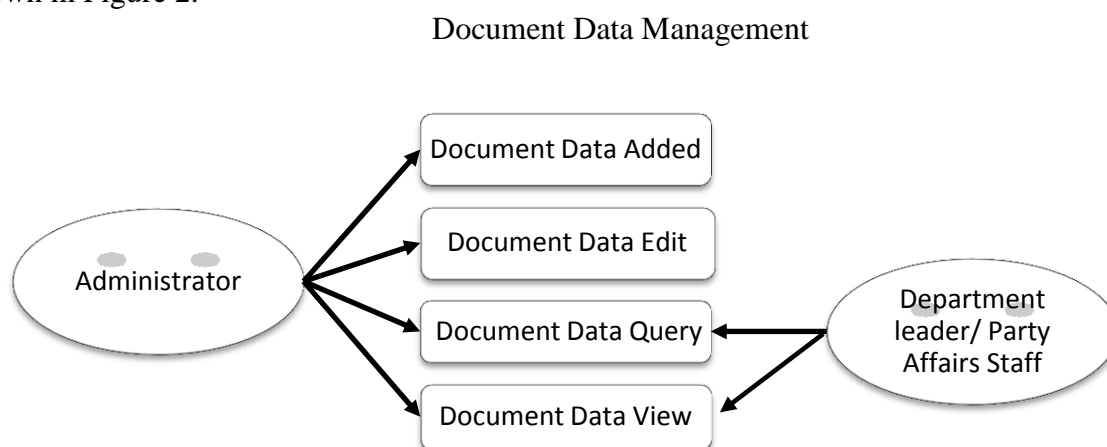 own in Figure 2.
Document Data Management
Document Data Added
Document Data Edit
Administrator
Document Data Query
Document Data View
Department
leader/ Party
Affairs Staff